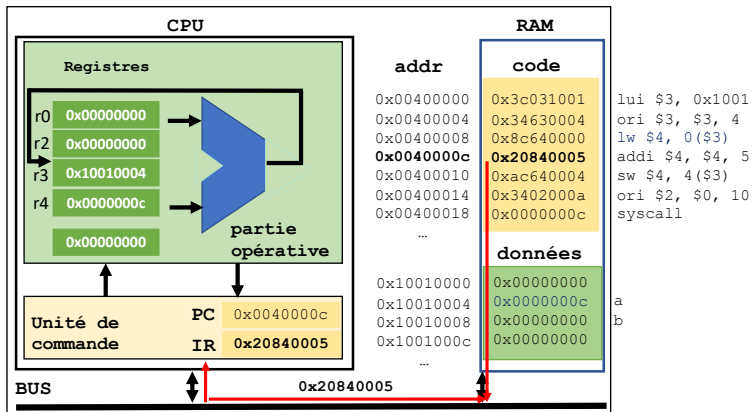 CPU RAM
Registres addr code
r0 0x00000000 0x00400000 0x3c031001 lui $3, 0x1001
0x00400004 0x34630004 ori $3, $3, 4
r2 0x00000000 0x00400008 0x8c640000 lw $4, 0($3)
r3 0x10010004 0x0040000c 0x20840005 addi $4, $4, 5
0x00400010 0xac640004 sw $4, 4($3)
r4 0x0000000c 0x00400014 0x3402000a ori $2, $0, 10
0x00400018 0x0000000c syscall
0x00000000 partie …
opérative données
0x10010000 0x00000000
0x10010004 0x0000000c a
Unité de PC 0x0040000c 0x10010008 0x00000000 b
commande IR 0x20840005 0x1001000c 0x00000000
…
BUS 0x20840005